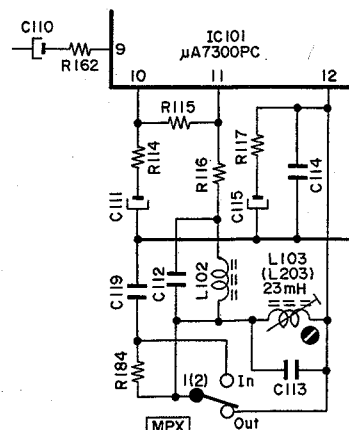 C110
R162
9
IC101
μA7300PC
10
11
12
R115
R114
R116
R117
C114
C111
C115
C119
C112
L102
L103
(L203)
23mH
R184
1(2)
In
C113
MPX
Out